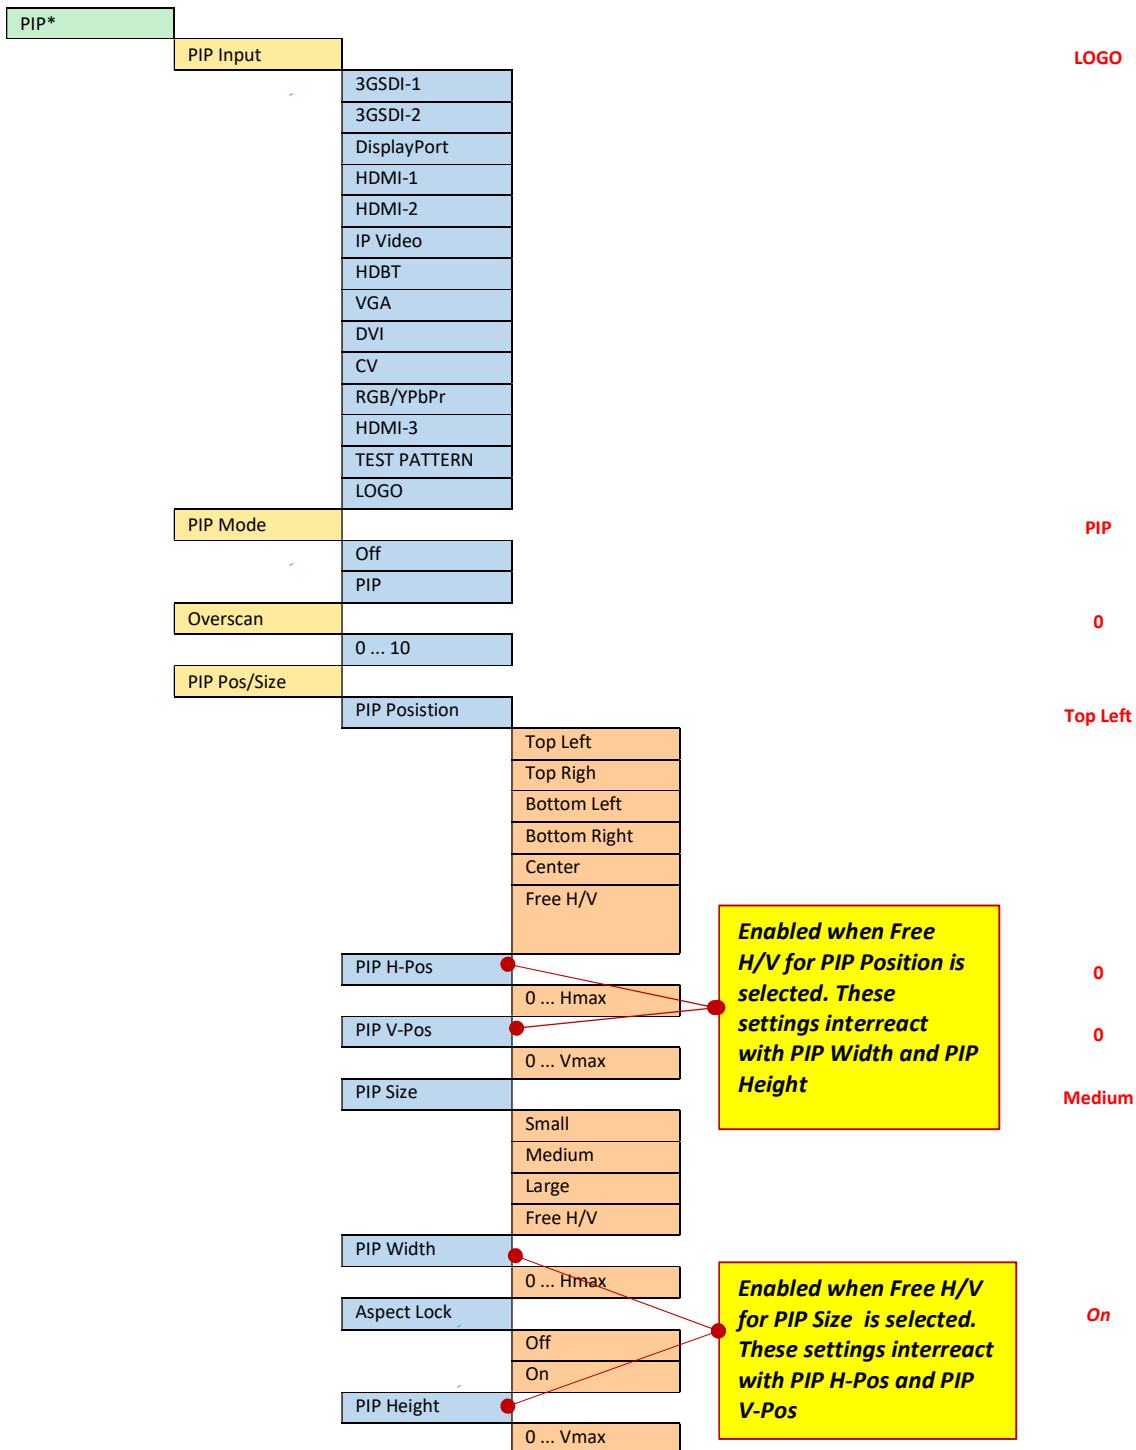 PIP*
PIP Input
LOGO
3GSDI-1
3GSDI-2
DisplayPort
HDMI-1
HDMI-2
IP Video
HDBT
VGA
DVI
CV
RGB/YPbPr
HDMI-3
TEST PATTERN
LOGO
PIP Mode
PIP
Off
PIP
Overscan
0
0 ... 10
PIP Pos/Size
PIP Posistion
Top Left
Top Left
Top Righ
Bottom Left
Bottom Right
Center
Free H/V
Enabled when Free
H/V for PIP Position is
selected. These
settings interreact
with PIP Width and PIP
Height
PIP H-Pos
0
0 ... Hmax
PIP V-Pos
0
0 ... Vmax
PIP Size
Medium
Small
Medium
Large
Free H/V
PIP Width
0 ... Hmax
Enabled when Free H/V
for PIP Size is selected.
These settings interreact
with PIP H-Pos and PIP
V-Pos
Aspect Lock
On
Off
On
PIP Height
0 ... Vmax